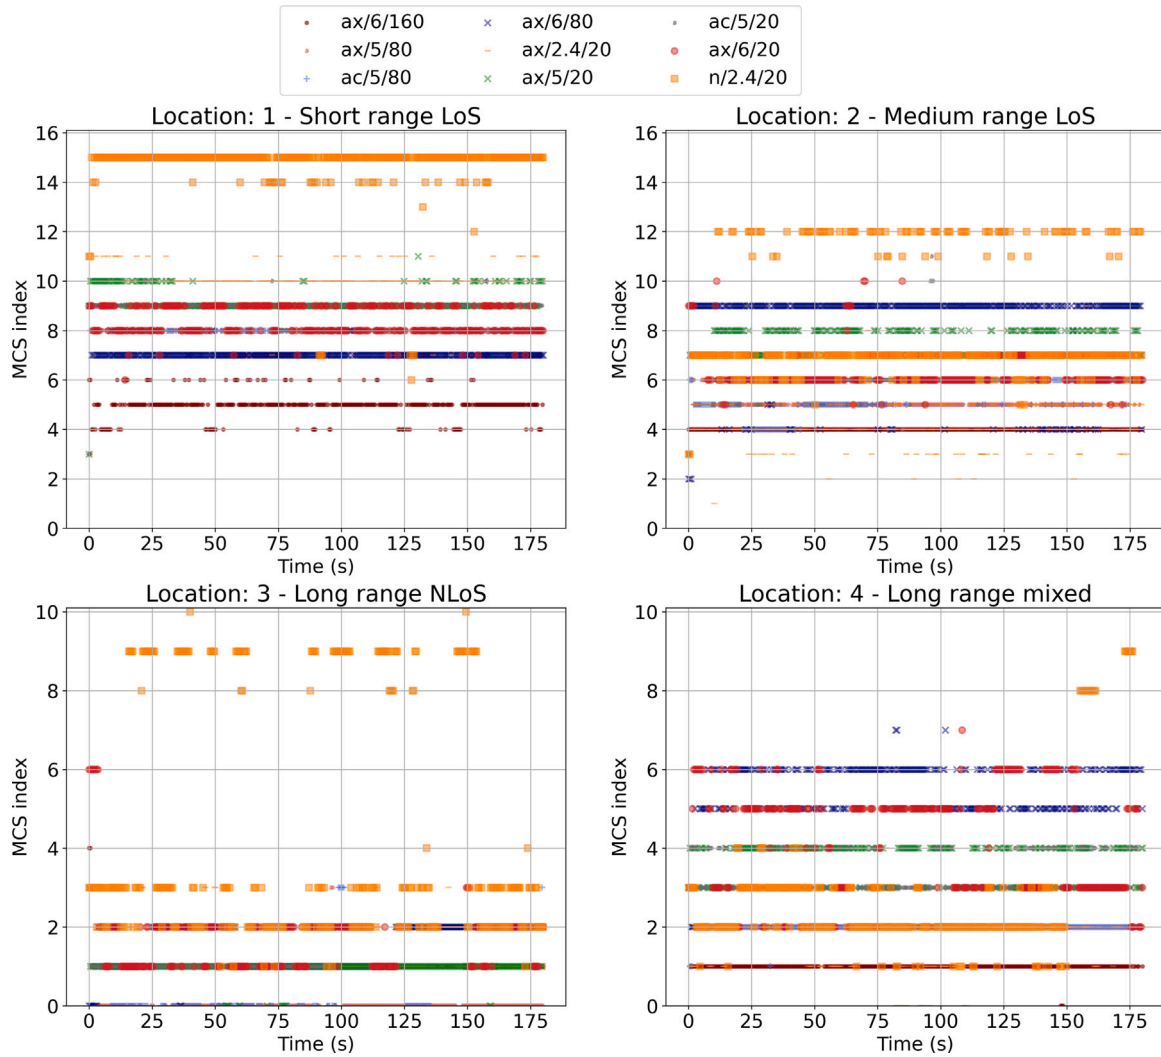 ax/6/160 ax/6/80 ac/5/20
ax/5/80 ax/2.4/20 ax/6/20
ac/5/80 ax/5/20 n/2.4/20
Location: 1 - Short range LoS
16
14
12
10
8
6
4
2
0
MCS index
0 25 50 75 100 125 150 175
Time (s)
Location: 2 - Medium range LoS
16
14
12
10
8
6
4
2
0
MCS index
0 25 50 75 100 125 150 175
Time (s)
Location: 3 - Long range NLoS
10
8
6
4
2
0
MCS index
0 25 50 75 100 125 150 175
Time (s)
Location: 4 - Long range mixed
10
8
6
4
2
0
MCS index
0 25 50 75 100 125 150 175
Time (s)